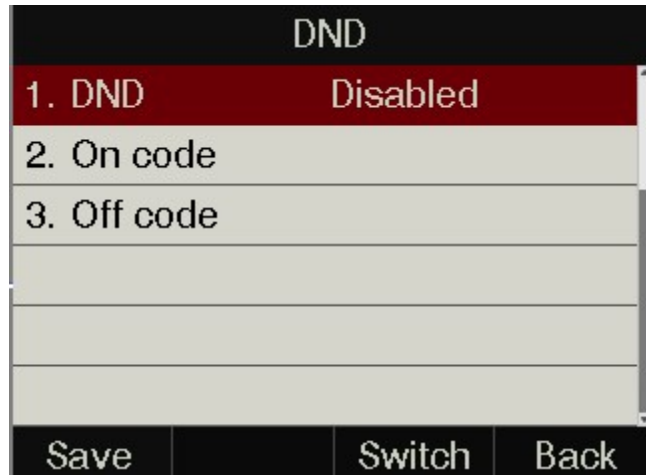 DND
1. DND Disabled
2. On code
3. Off code
Save Switch Back